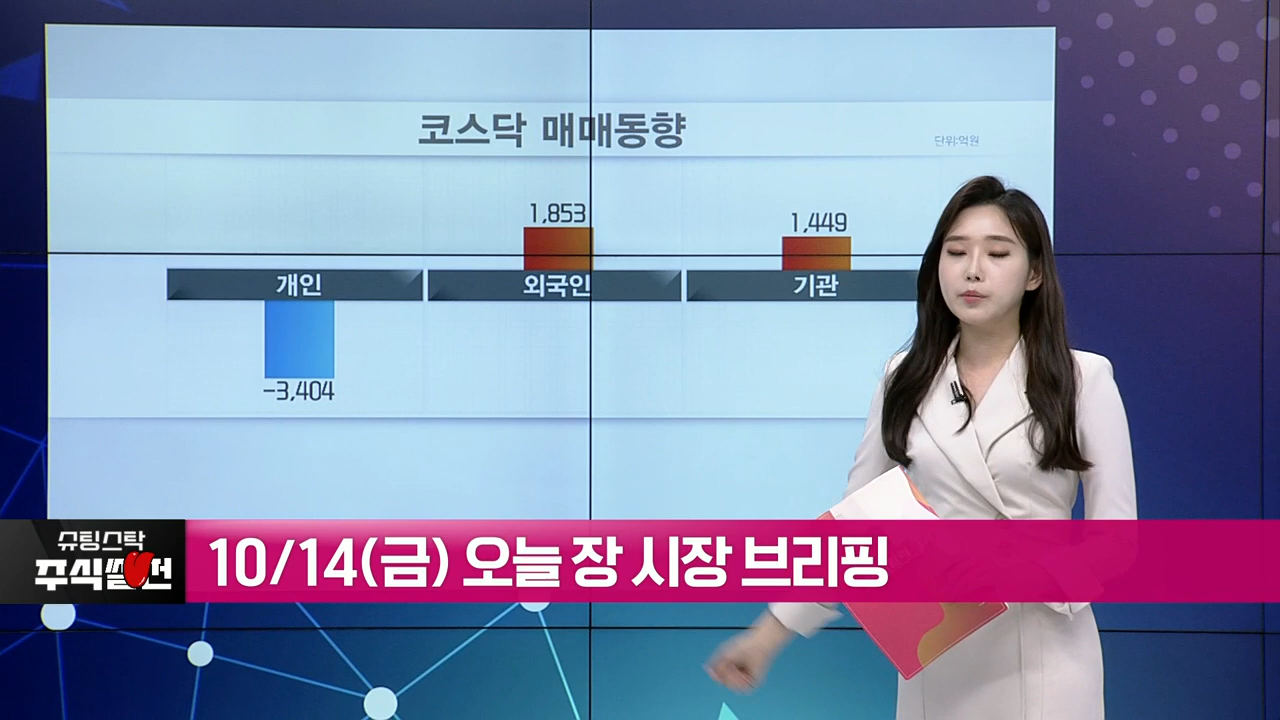 코스닥 매매동향
단위:억원
1,853
1,449
개인
외국인
기관
-3,404
슈팅스탁
주식썰전
10/14(금) 오늘 장 시장 브리핑